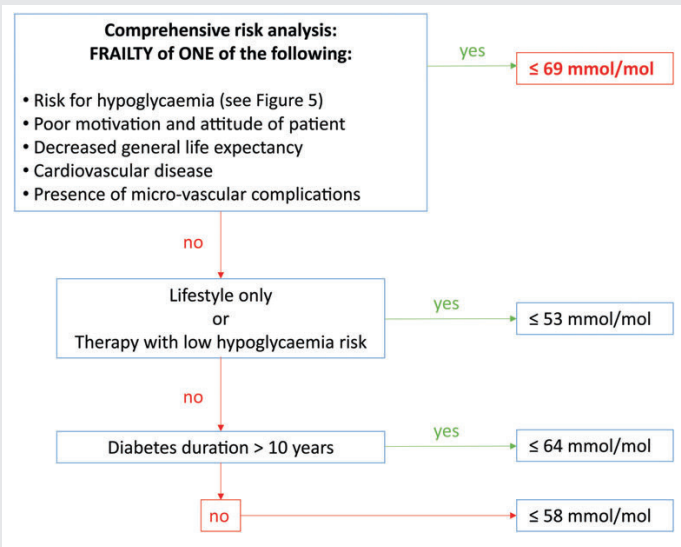 Comprehensive risk analysis:
FRAILTY of ONE of the following:
yes
≤ 69 mmol/mol
• Risk for hypoglycaemia (see Figure 5)
• Poor motivation and attitude of patient
• Decreased general life expectancy
• Cardiovascular disease
• Presence of micro-vascular complications
no
Lifestyle only
or
Therapy with low hypoglycaemia risk
yes
≤ 53 mmol/mol
no
Diabetes duration > 10 years
yes
≤ 64 mmol/mol
no
≤ 58 mmol/mol